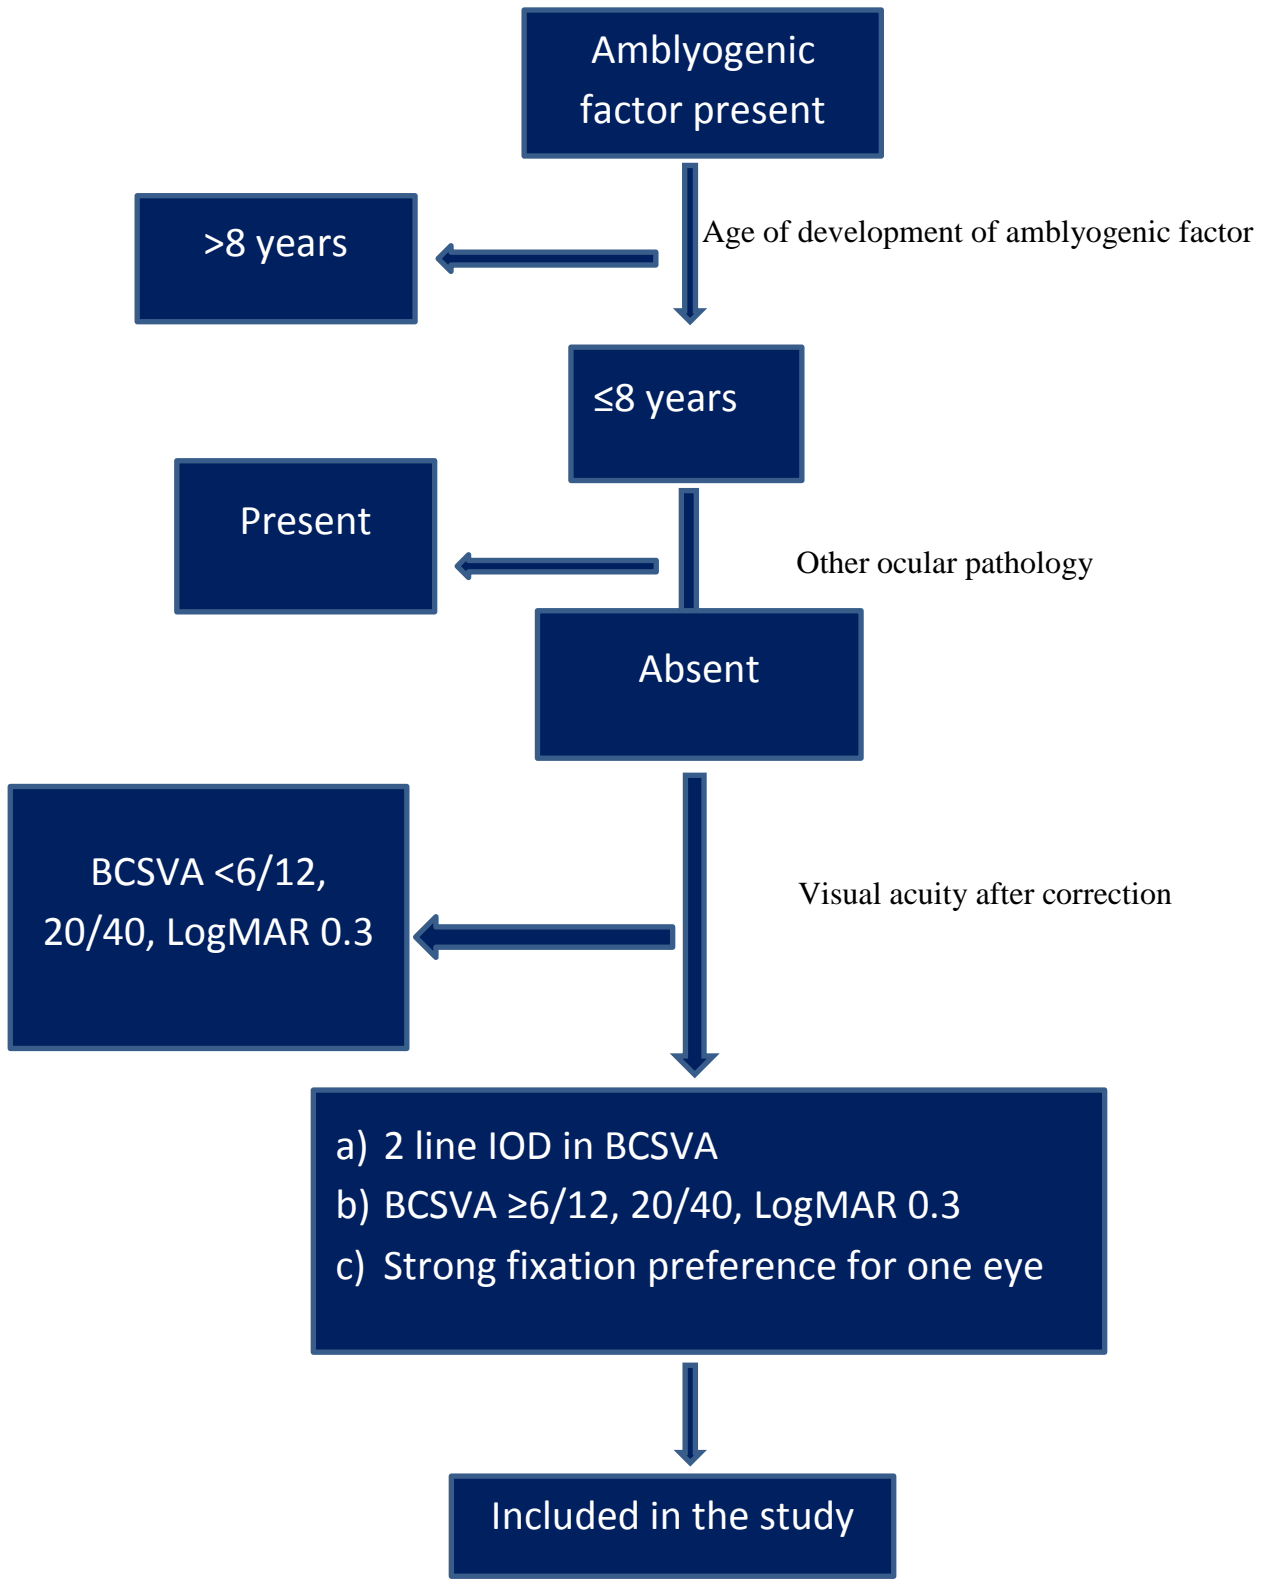 Amblyogenic
factor present
Age of development of amblyogenic factor
>8 years
≤8 years
Present
Other ocular pathology
Absent
BCSVA <6/12,
20/40, LogMAR 0.3
Visual acuity after correction
a) 2 line IOD in BCSVA
b) BCSVA ≥6/12, 20/40, LogMAR 0.3
c) Strong fixation preference for one eye
Included in the study